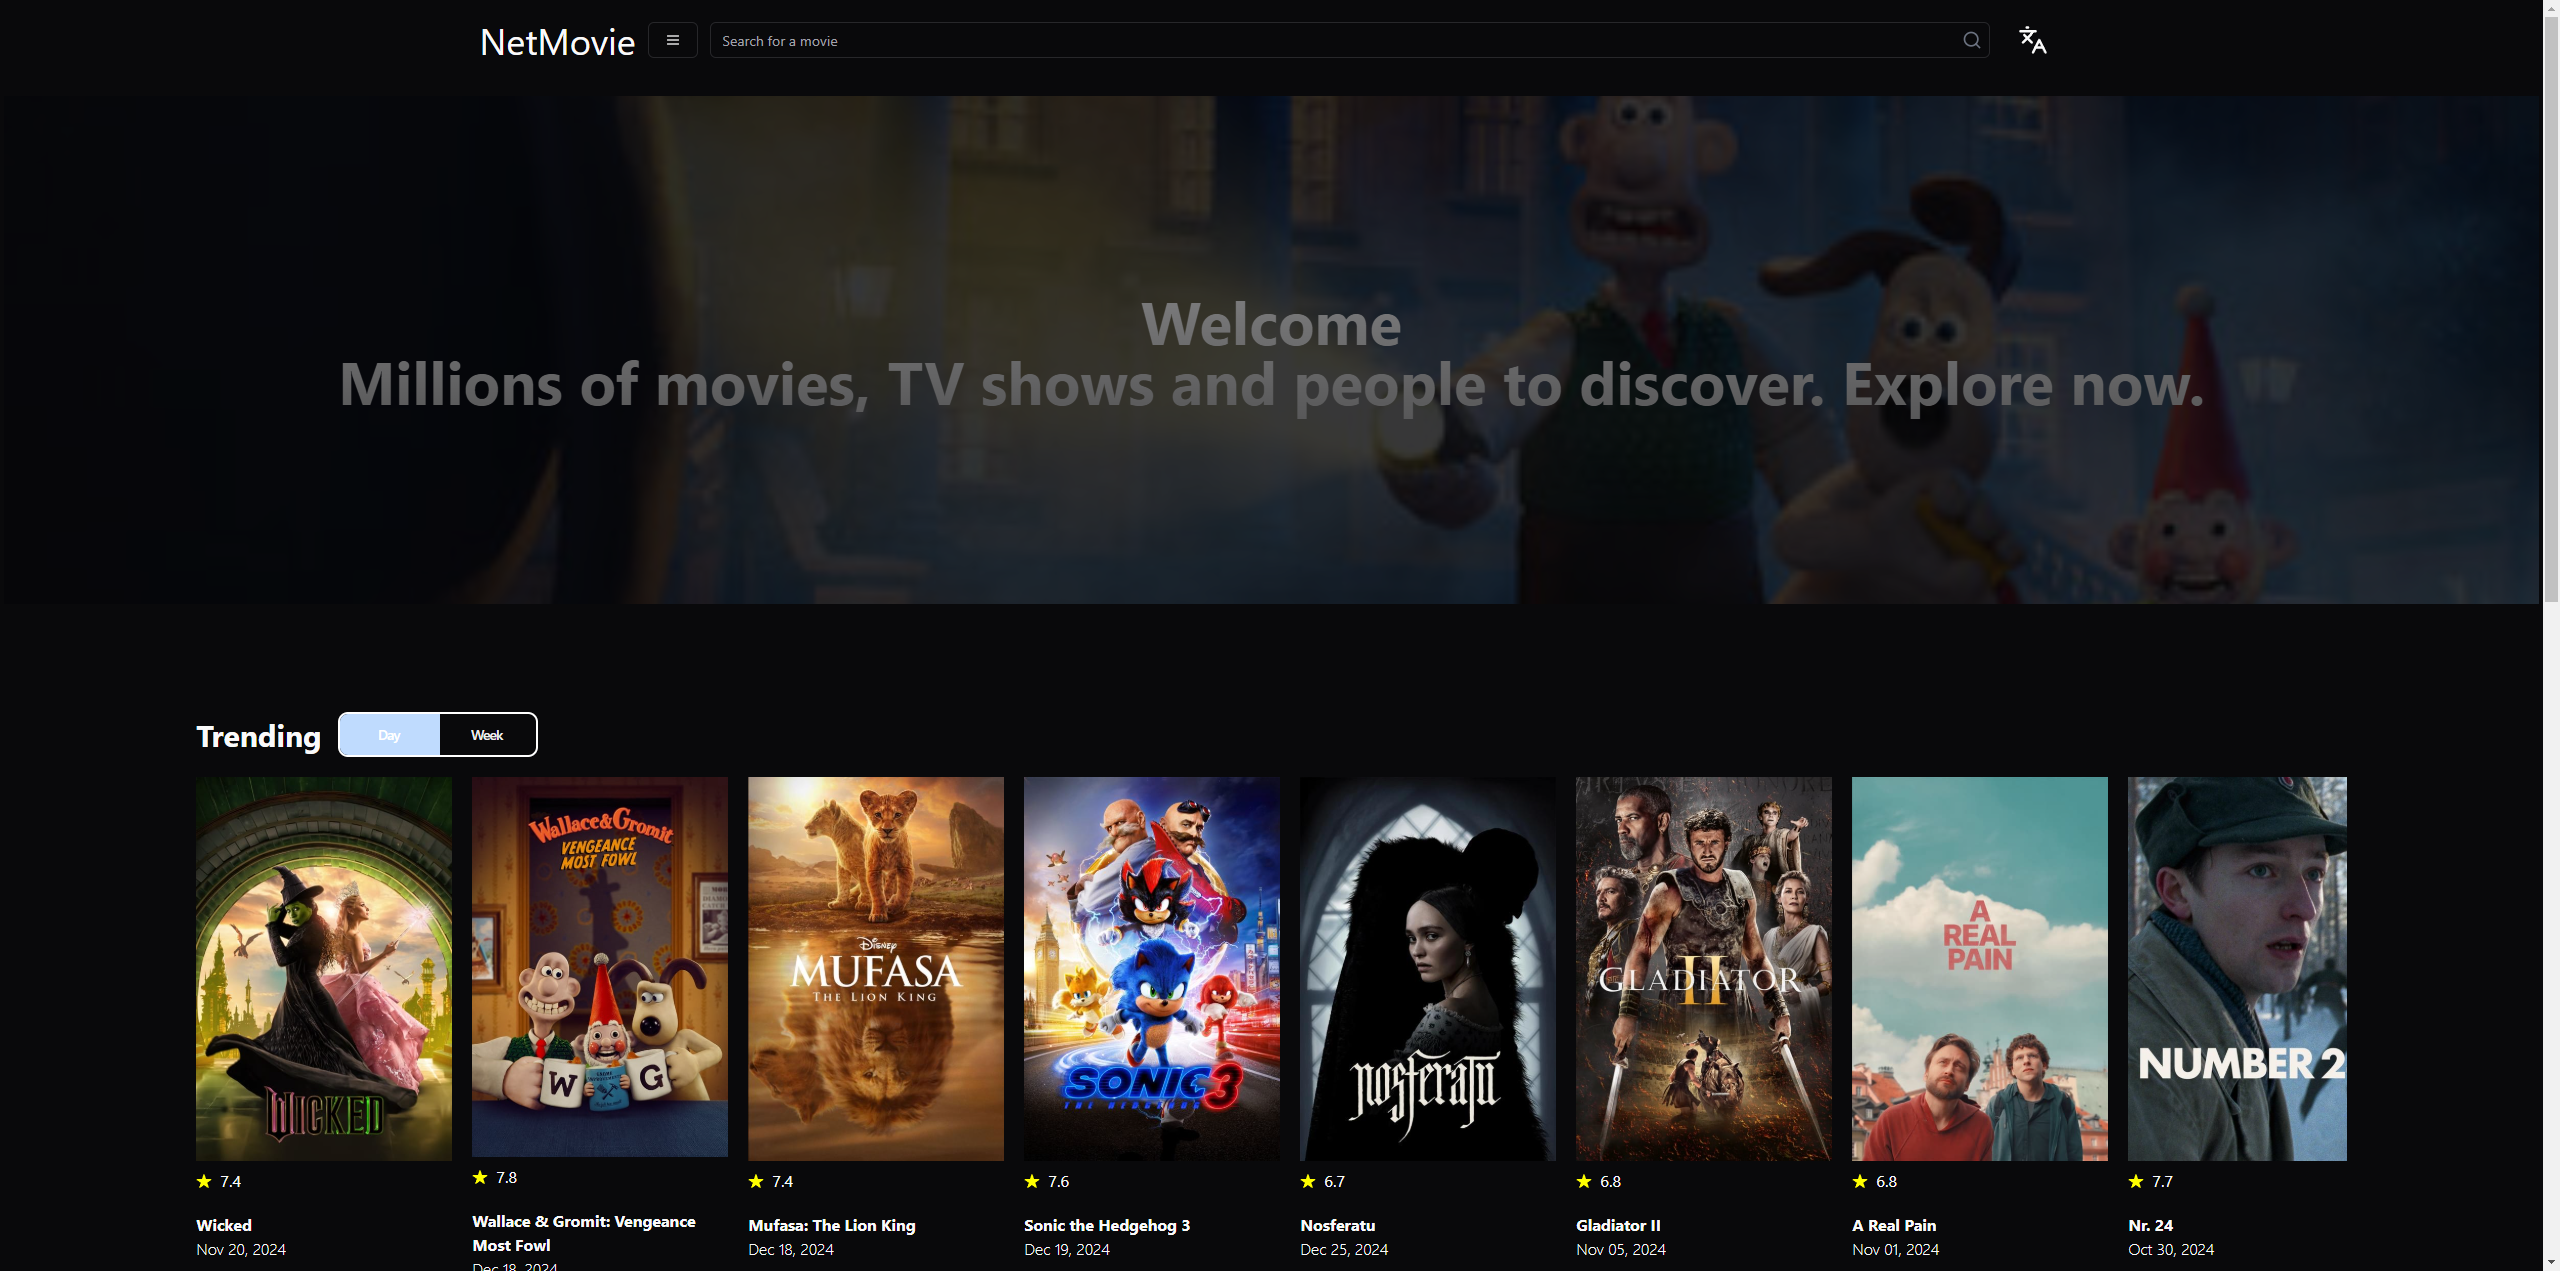 NetMovie
Search for a movie
Welcome
Millions of movies, TV shows and people to discover. Explore now.
Trending
Day
Week
WICKED
Wallace & Gromit
VENGEANCE
MOST FOWL
W
G
DISNEY
MUFASA
THE LION KING
SONIC 3
THE HEDGEHOG
nosferatu
GLADIATOR
II
A
REAL
PAIN
NUMBER 2
7.4
7.8
7.4
7.6
6.7
6.8
6.8
7.7
Wicked
Nov 20, 2024
Wallace & Gromit: Vengeance
Most Fowl
Dec 18, 2024
Mufasa: The Lion King
Dec 18, 2024
Sonic the Hedgehog 3
Dec 19, 2024
Nosferatu
Dec 25, 2024
Gladiator II
Nov 05, 2024
A Real Pain
Nov 01, 2024
Nr. 24
Oct 30, 2024